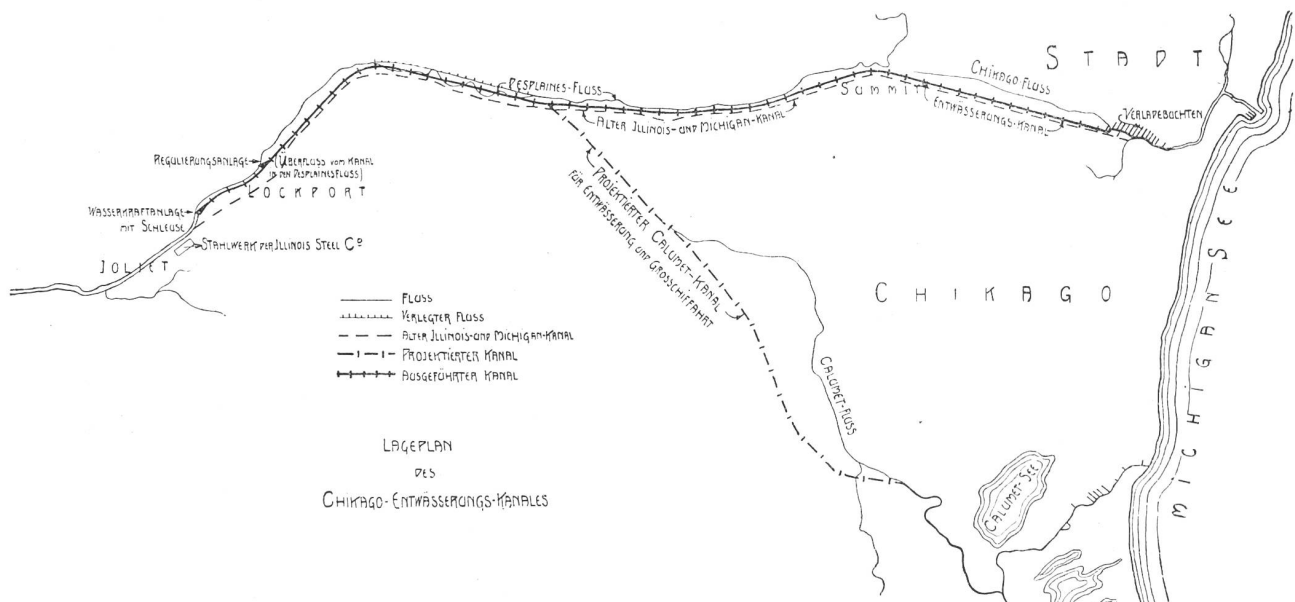 STADT
CHIKAGO
MICHIGAN SEE
CHIKAGO-FLUSS
SUMMIT
ENTWÄSSERUNGS-KANAL
VERLADEBUCHTEN
DESPLAINES-FLUSS
ALTER ILLINOIS- UND MICHIGAN-KANAL
REGULIERUNGSANLAGE
(ÜBERFLUSS VOM KANAL
IN DEN DESPLAINESFLUSS)
LOCKPORT
WASSERKRAFTANLAGE
MIT SCHLEUSE
STAHLWERK DER ILLINOIS STEEL Cº
JOLIET
PROJEKTIERTER CALUMET-KANAL
FÜR ENTWÄSSERUNG UND GROSSCHIFFAHRT
CALUMET-FLUSS
CALUMET-SEE
FLUSS
VERLEGTER FLUSS
ALTER ILLINOIS-UND MICHIGAN-KANAL
PROJEKTIERTER KANAL
AUSGEFÜHRTER KANAL
LAGEPLAN
DES
CHIKAGO-ENTWÄSSERUNGS-KANALES